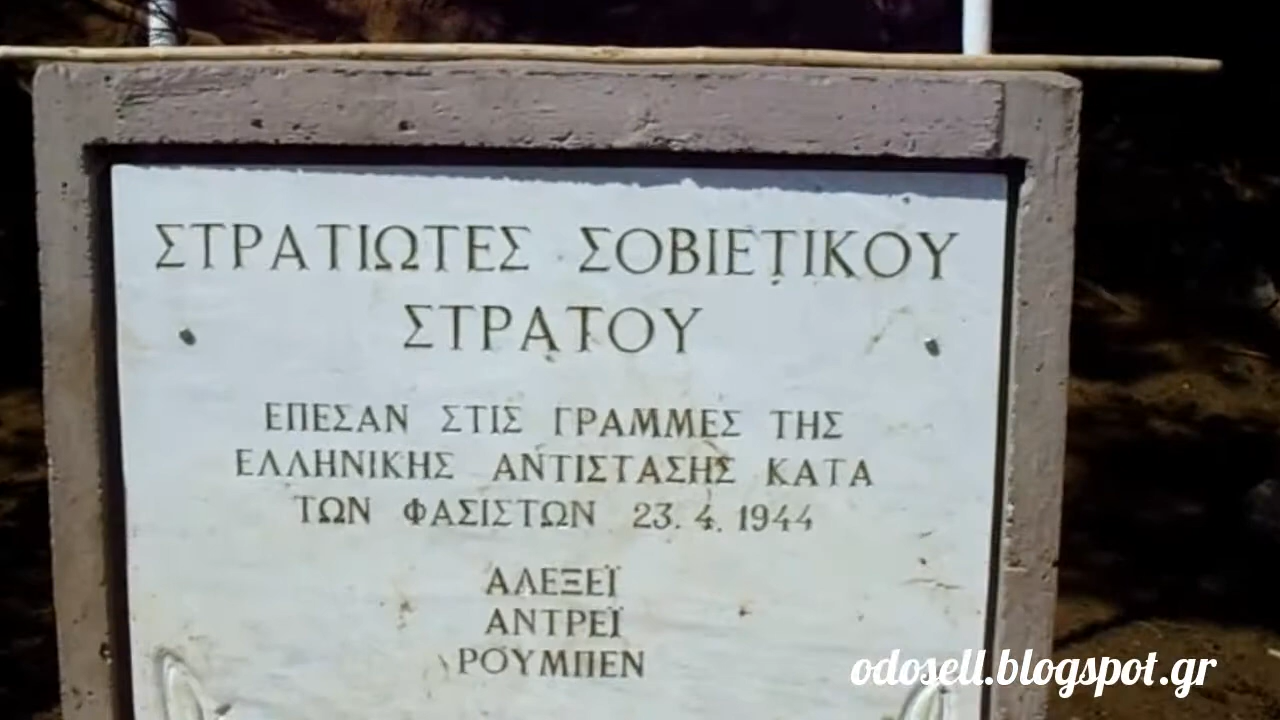 ΣΤΡΑΤΙΩΤΕΣ ΣΟΒΙΕΤΙΚΟΥ
ΣΤΡΑΤΟΥ
ΕΠΕΣΑΝ ΣΤΙΣ ΓΡΑΜΜΕΣ ΤΗΣ
ΕΛΛΗΝΙΚΗΣ ΑΝΤΙΣΤΑΣΗΣ ΚΑΤΑ
ΤΩΝ ΦΑΣΙΣΤΩΝ 23.4.1944
ΑΛΕΞΕΪ
ΑΝΤΡΕΪ
ΡΟΥΜΠΕΝ
odosell.blogspot.gr